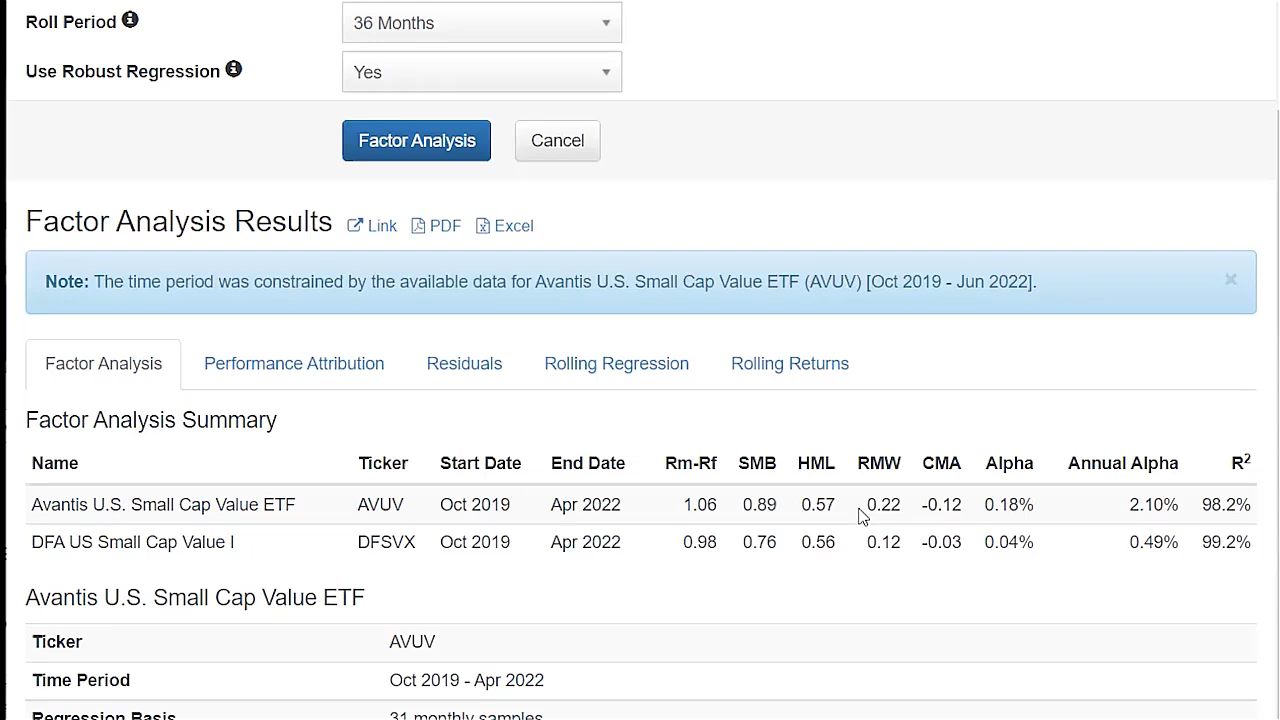 Roll Period
36 Months
Use Robust Regression
Yes
Factor Analysis Cancel
Factor Analysis Results Link PDF Excel
Note: The time period was constrained by the available data for Avantis U.S. Small Cap Value ETF (AVUV) [Oct 2019 - Jun 2022]. ×
Factor Analysis Performance Attribution Residuals Rolling Regression Rolling Returns
Factor Analysis Summary
Name Ticker Start Date End Date Rm-Rf SMB HML RMW CMA Alpha Annual Alpha R²
Avantis U.S. Small Cap Value ETF AVUV Oct 2019 Apr 2022 1.06 0.89 0.57 0.22 -0.12 0.18% 2.10% 98.2%
DFA US Small Cap Value I DFSVX Oct 2019 Apr 2022 0.98 0.76 0.56 0.12 -0.03 0.04% 0.49% 99.2%
Avantis U.S. Small Cap Value ETF
Ticker AVUV
Time Period Oct 2019 - Apr 2022
Regression Basis 31 monthly samples